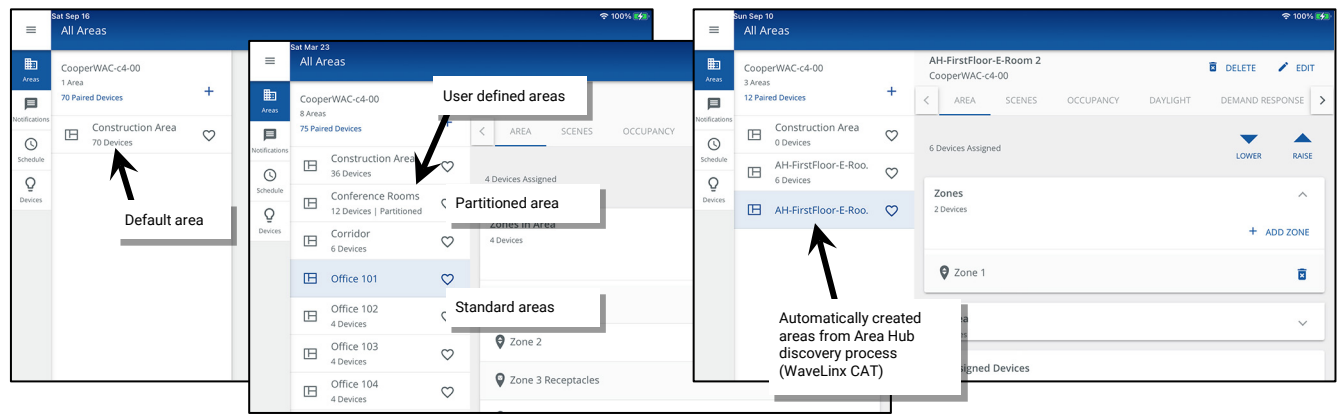 Sat Sep 16
100%
All Areas
Areas
Notifications
Schedule
Devices
CooperWAC-c4-00
1 Area
70 Paired Devices
+
Construction Area
70 Devices
Default area
Sat Mar 23
All Areas
Areas
Notifications
Schedule
Devices
CooperWAC-c4-00
8 Areas
75 Paired Devices
Construction Area
36 Devices
Conference Rooms
12 Devices | Partitioned
Corridor
6 Devices
Office 101
Office 102
4 Devices
Office 103
4 Devices
Office 104
4 Devices
AREA SCENES OCCUPANCY
4 Devices Assigned
Zones in Area
4 Devices
Zone 2
Zone 3 Receptacles
User defined areas
Partitioned area
Standard areas
Sun Sep 10
100%
All Areas
Areas
Notifications
Schedule
Devices
CooperWAC-c4-00
3 Areas
12 Paired Devices
+
Construction Area
0 Devices
AH-FirstFloor-E-Roo.
6 Devices
AH-FirstFloor-E-Roo.
AH-FirstFloor-E-Room 2
CooperWAC-c4-00
DELETE EDIT
AREA SCENES OCCUPANCY DAYLIGHT DEMAND RESPONSE
6 Devices Assigned
LOWER RAISE
Zones
2 Devices
+ ADD ZONE
Zone 1
Devices
Automatically created
areas from Area Hub
discovery process
(WaveLinx CAT)